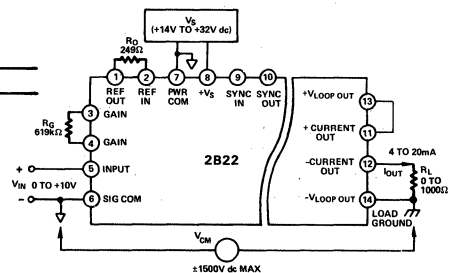 VS
(+14V TO +32V dc)
RO
249Ω
1
2
7
8
9
10
REF OUT
REF IN
PWR COM
+VS
SYNC IN
SYNC OUT
+VLOOP OUT
13
3
GAIN
RG
619kΩ
4
GAIN
+ CURRENT OUT
11
2B22
-CURRENT OUT
12
4 TO 20mA
IOUT
RL
0 TO
1000Ω
+
5
INPUT
VIN 0 TO +10V
-
6
SIG COM
-VLOOP OUT
14
LOAD
GROUND
VCM
±1500V dc MAX